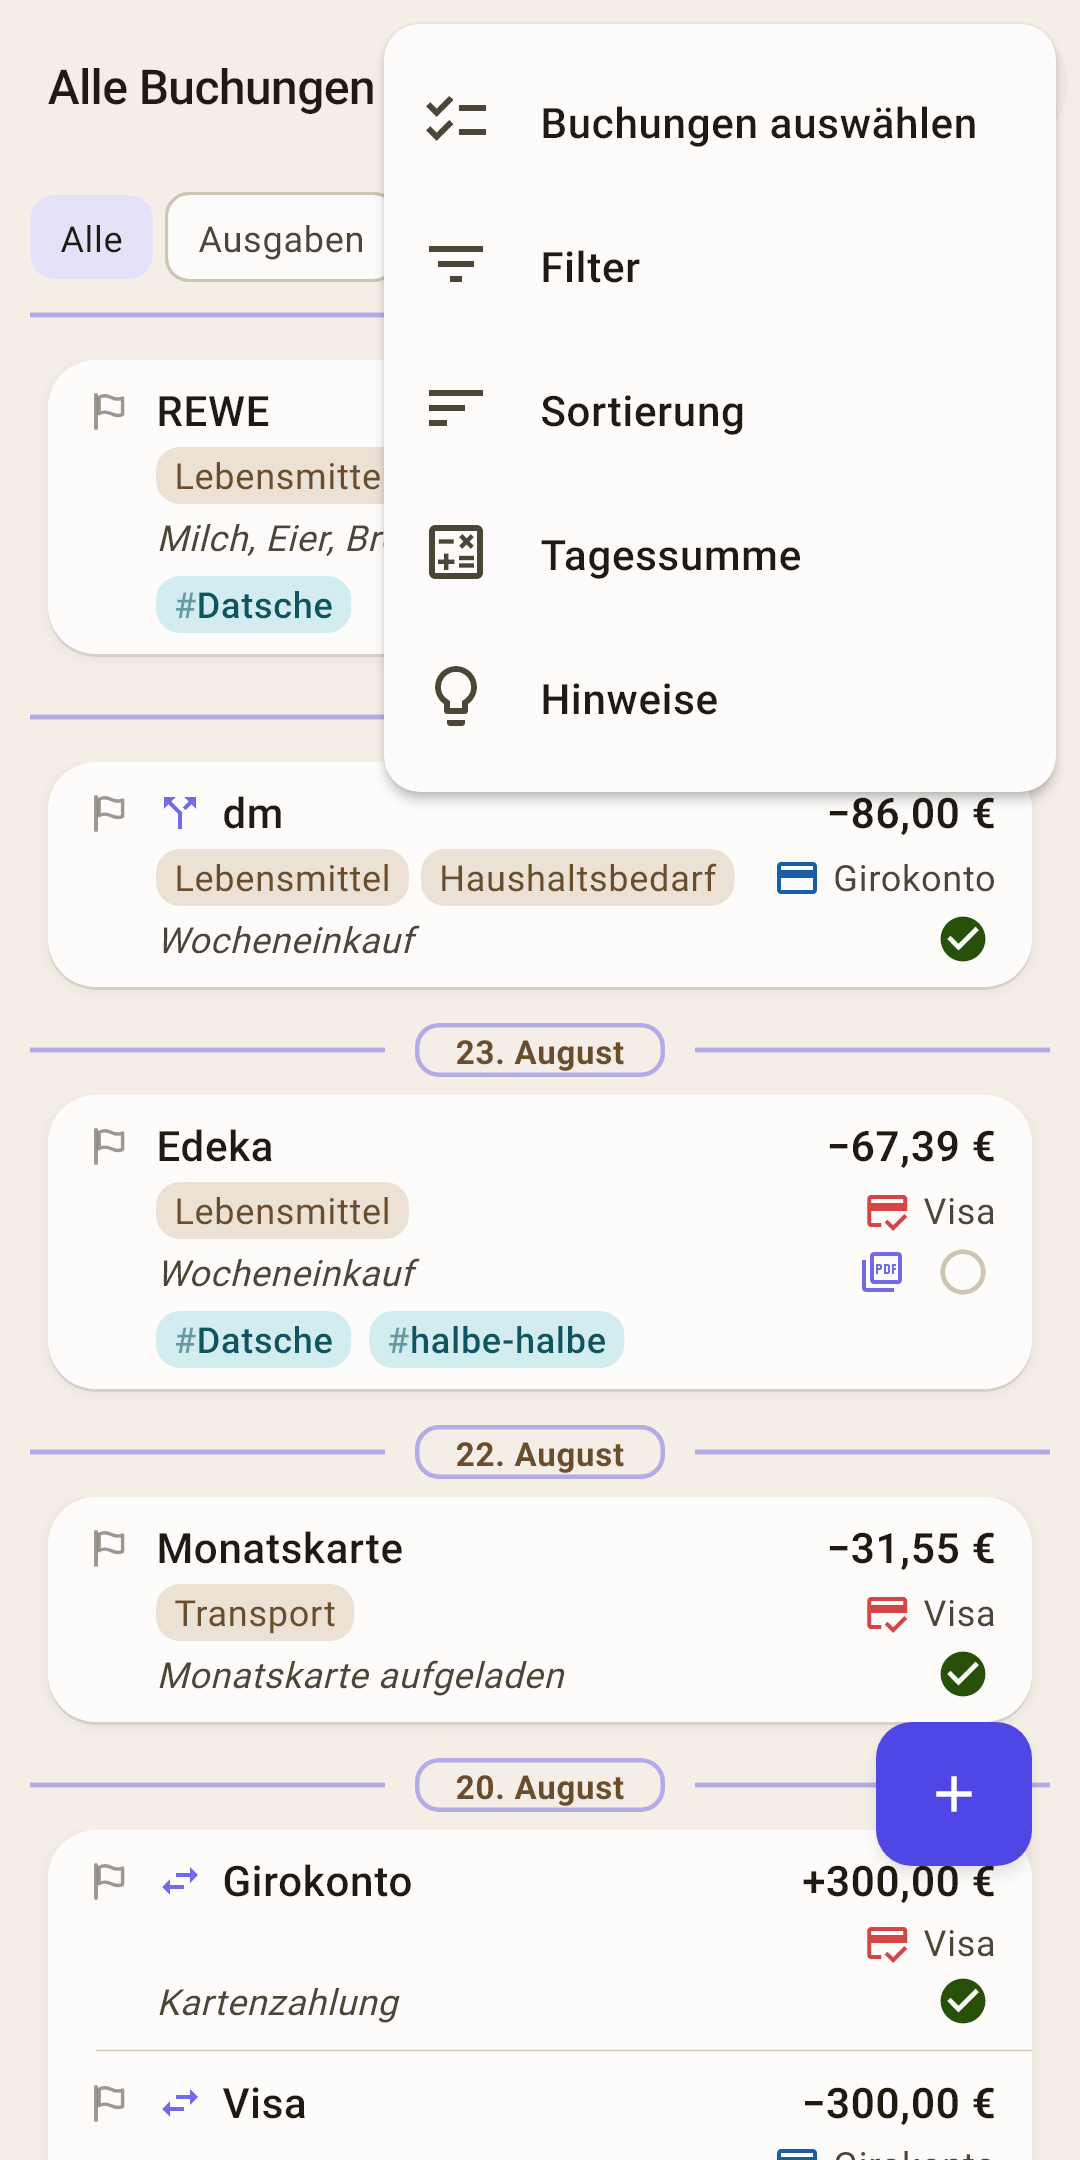 Alle Buchungen
Buchungen auswählen
Filter
Sortierung
Tagessumme
Hinweise
Alle
Ausgaben
REWE
Lebensmitte
Milch, Eier, Br
#Datsche
dm
−86,00 €
Lebensmittel
Haushaltsbedarf
Girokonto
Wocheneinkauf
23. August
Edeka
−67,39 €
Lebensmittel
Visa
Wocheneinkauf
PDF
#Datsche
#halbe-halbe
22. August
Monatskarte
−31,55 €
Transport
Visa
Monatskarte aufgeladen
20. August
Girokonto
+300,00 €
Visa
Kartenzahlung
Visa
−300,00 €
Girokonto